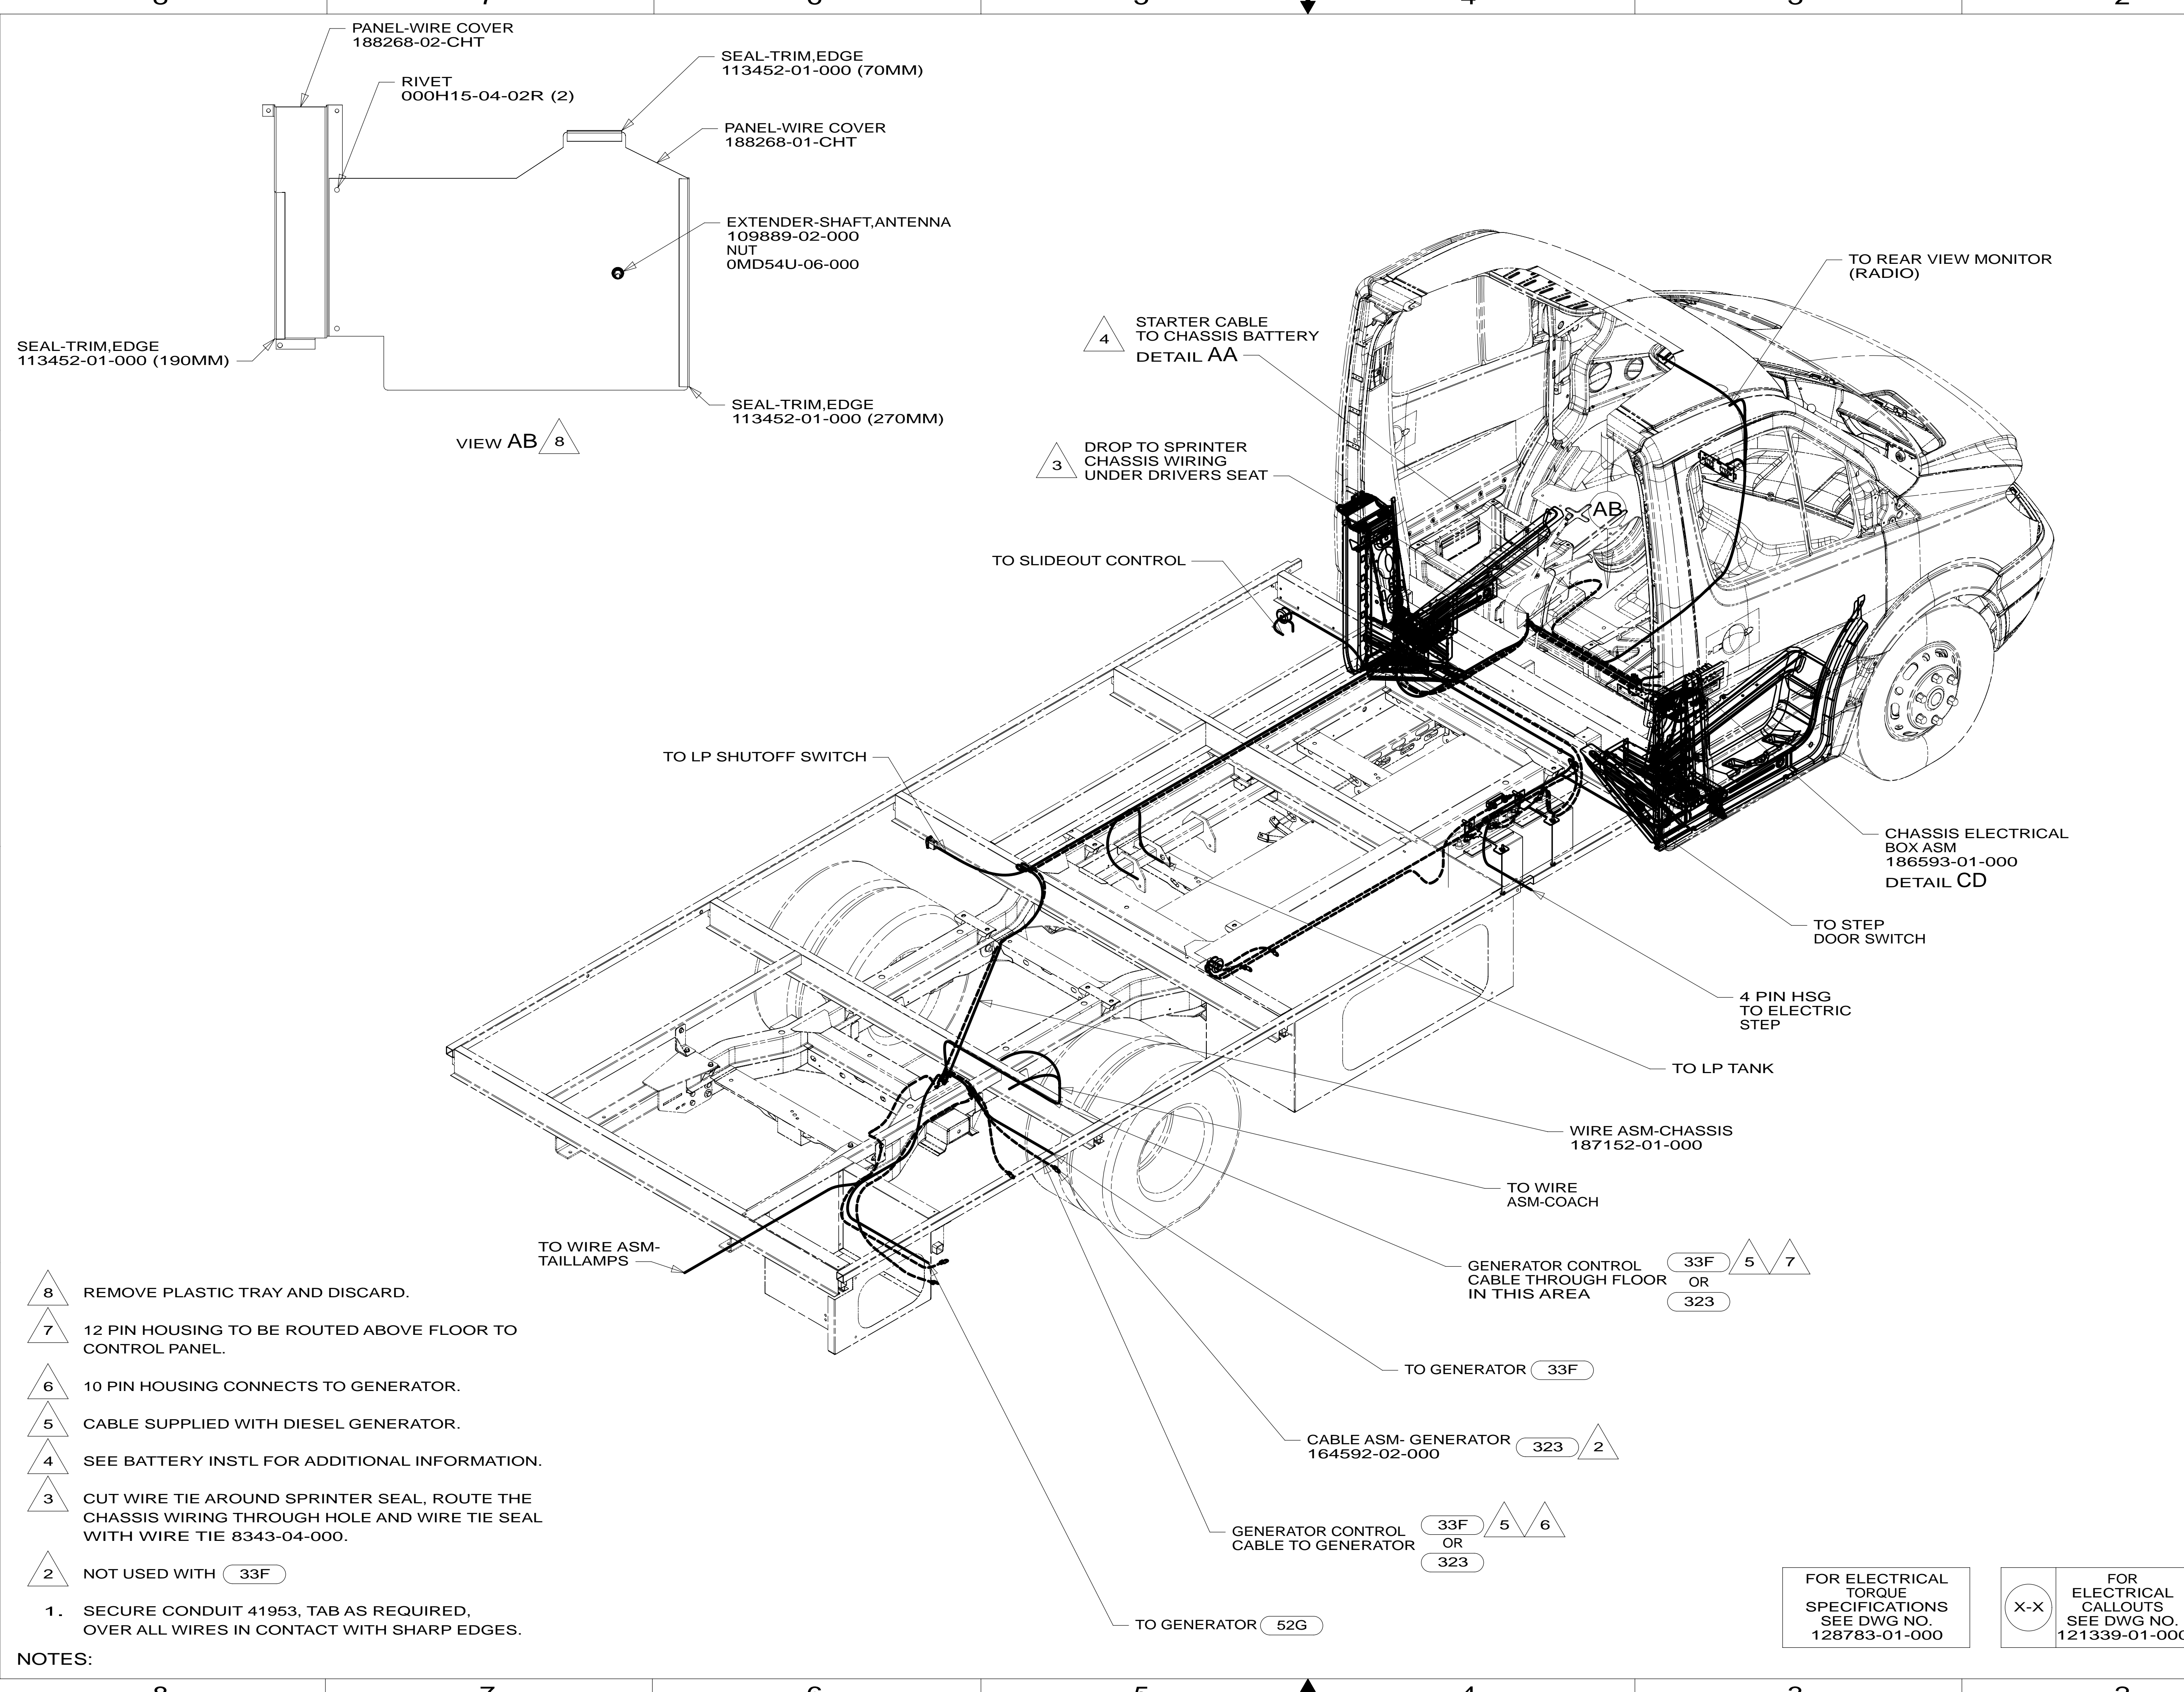 PANEL-WIRE COVER
188268-02-CHT
RIVET
000H15-04-02R (2)
SEAL-TRIM,EDGE
113452-01-000 (70MM)
PANEL-WIRE COVER
188268-01-CHT
EXTENDER-SHAFT,ANTENNA
109889-02-000
NUT
0MD54U-06-000
SEAL-TRIM,EDGE
113452-01-000 (190MM)
SEAL-TRIM,EDGE
113452-01-000 (270MM)
VIEW AB 8
TO REAR VIEW MONITOR
(RADIO)
4 STARTER CABLE
TO CHASSIS BATTERY
DETAIL AA
3 DROP TO SPRINTER
CHASSIS WIRING
UNDER DRIVERS SEAT
AB
TO SLIDEOUT CONTROL
TO LP SHUTOFF SWITCH
CHASSIS ELECTRICAL
BOX ASM
186593-01-000
DETAIL CD
TO STEP
DOOR SWITCH
4 PIN HSG
TO ELECTRIC
STEP
TO LP TANK
WIRE ASM-CHASSIS
187152-01-000
TO WIRE
ASM-COACH
TO WIRE ASM-
TAILLAMPS
GENERATOR CONTROL 33F 5 7
CABLE THROUGH FLOOR OR
IN THIS AREA 323
TO GENERATOR 33F
CABLE ASM- GENERATOR 323 2
164592-02-000
GENERATOR CONTROL 33F 5 6
CABLE TO GENERATOR OR
323
TO GENERATOR 52G
8 REMOVE PLASTIC TRAY AND DISCARD.
7 12 PIN HOUSING TO BE ROUTED ABOVE FLOOR TO
CONTROL PANEL.
6 10 PIN HOUSING CONNECTS TO GENERATOR.
5 CABLE SUPPLIED WITH DIESEL GENERATOR.
4 SEE BATTERY INSTL FOR ADDITIONAL INFORMATION.
3 CUT WIRE TIE AROUND SPRINTER SEAL, ROUTE THE
CHASSIS WIRING THROUGH HOLE AND WIRE TIE SEAL
WITH WIRE TIE 8343-04-000.
2 NOT USED WITH 33F
1. SECURE CONDUIT 41953, TAB AS REQUIRED,
OVER ALL WIRES IN CONTACT WITH SHARP EDGES.
NOTES:
FOR ELECTRICAL
TORQUE
SPECIFICATIONS
SEE DWG NO.
128783-01-000
X-X
FOR
ELECTRICAL
CALLOUTS
SEE DWG NO.
121339-01-000